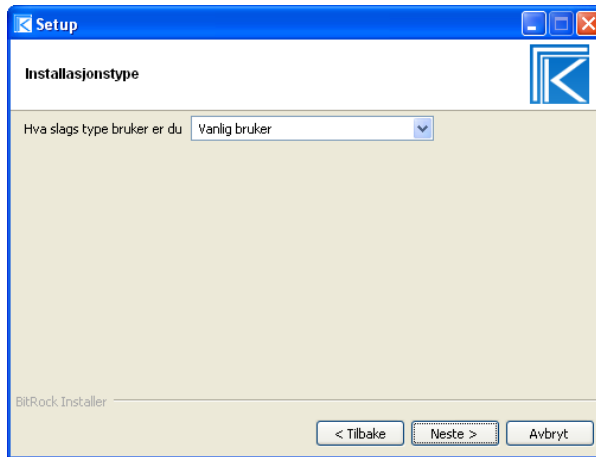 Setup
Installasjonstype
Hva slags type bruker er du Vanlig bruker
BitRock Installer
< Tilbake Neste > Avbryt